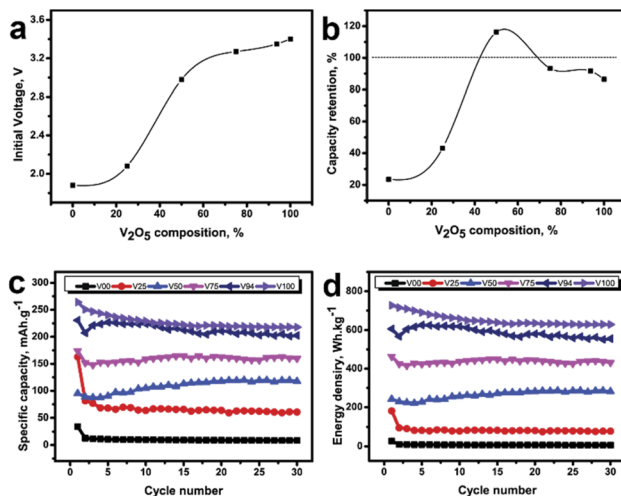 a
Initial Voltage, V
3.6
3.2
2.8
2.4
2.0
0 20 40 60 80 100
V₂O₅ composition, %
b
Capacity retention, %
120
100
80
60
40
20
0 20 40 60 80 100
V₂O₅ composition, %
c
V00 V25 V50 V75 V94 V100
Specific capacity, mAh.g⁻¹
300
250
200
150
100
50
0
0 5 10 15 20 25 30
Cycle number
d
V00 V25 V50 V75 V94 V100
Energy densiry, Wh.kg⁻¹
800
600
400
200
0
0 5 10 15 20 25 30
Cycle number